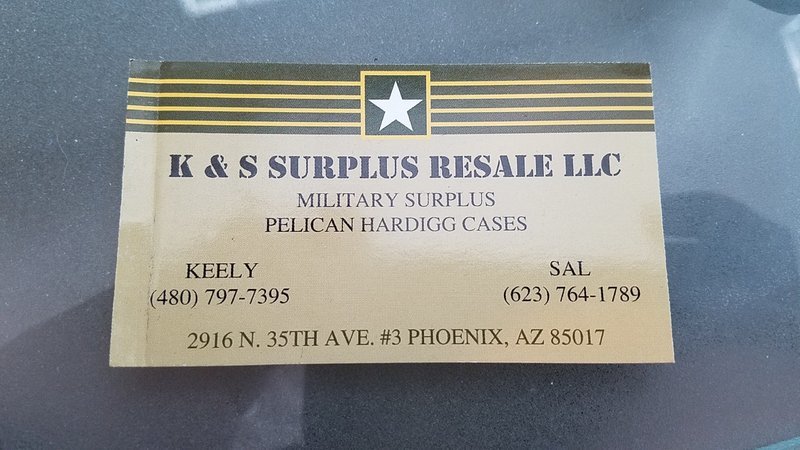 K & S SURPLUS RESALE LLC
MILITARY SURPLUS
PELICAN HARDIGG CASES
KEELY SAL
(480) 797-7395 (623) 764-1789
2916 N. 35TH AVE. #3 PHOENIX, AZ 85017